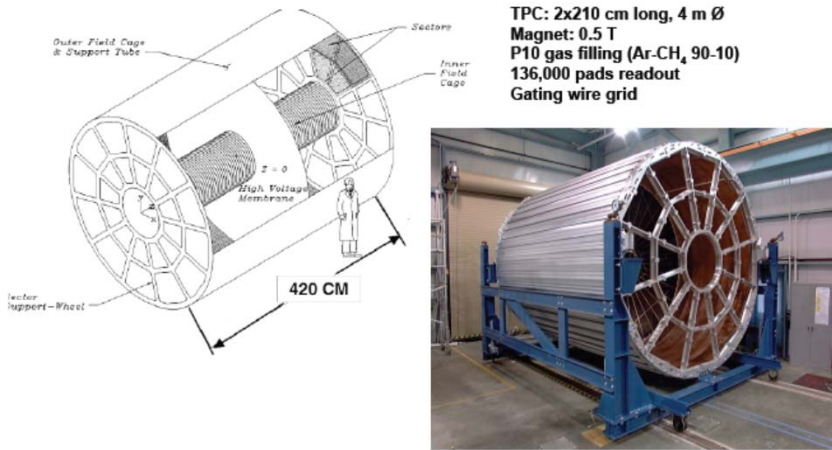 TPC: 2x210 cm long, 4 m Ø
Magnet: 0.5 T
P10 gas filling (Ar-CH₄ 90-10)
136,000 pads readout
Gating wire grid
Outer Field Cage
& Support Tube
Sectors
Inner
Field
Cage
Z = 0
High Voltage
Membrane
420 CM
ector
upport-Wheel